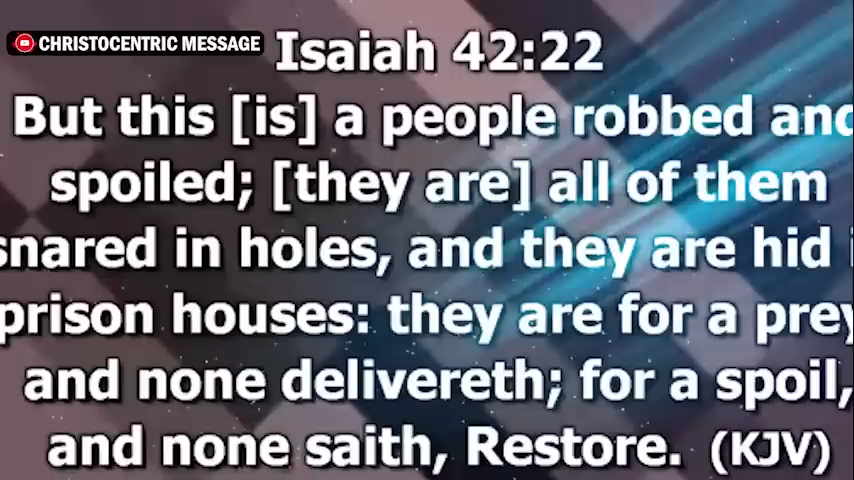 CHRISTOCENTRIC MESSAGE
Isaiah 42:22
But this [is] a people robbed and
spoiled; [they are] all of them
snared in holes, and they are hid i
prison houses: they are for a prey
and none delivereth; for a spoil,
and none saith, Restore. (KJV)